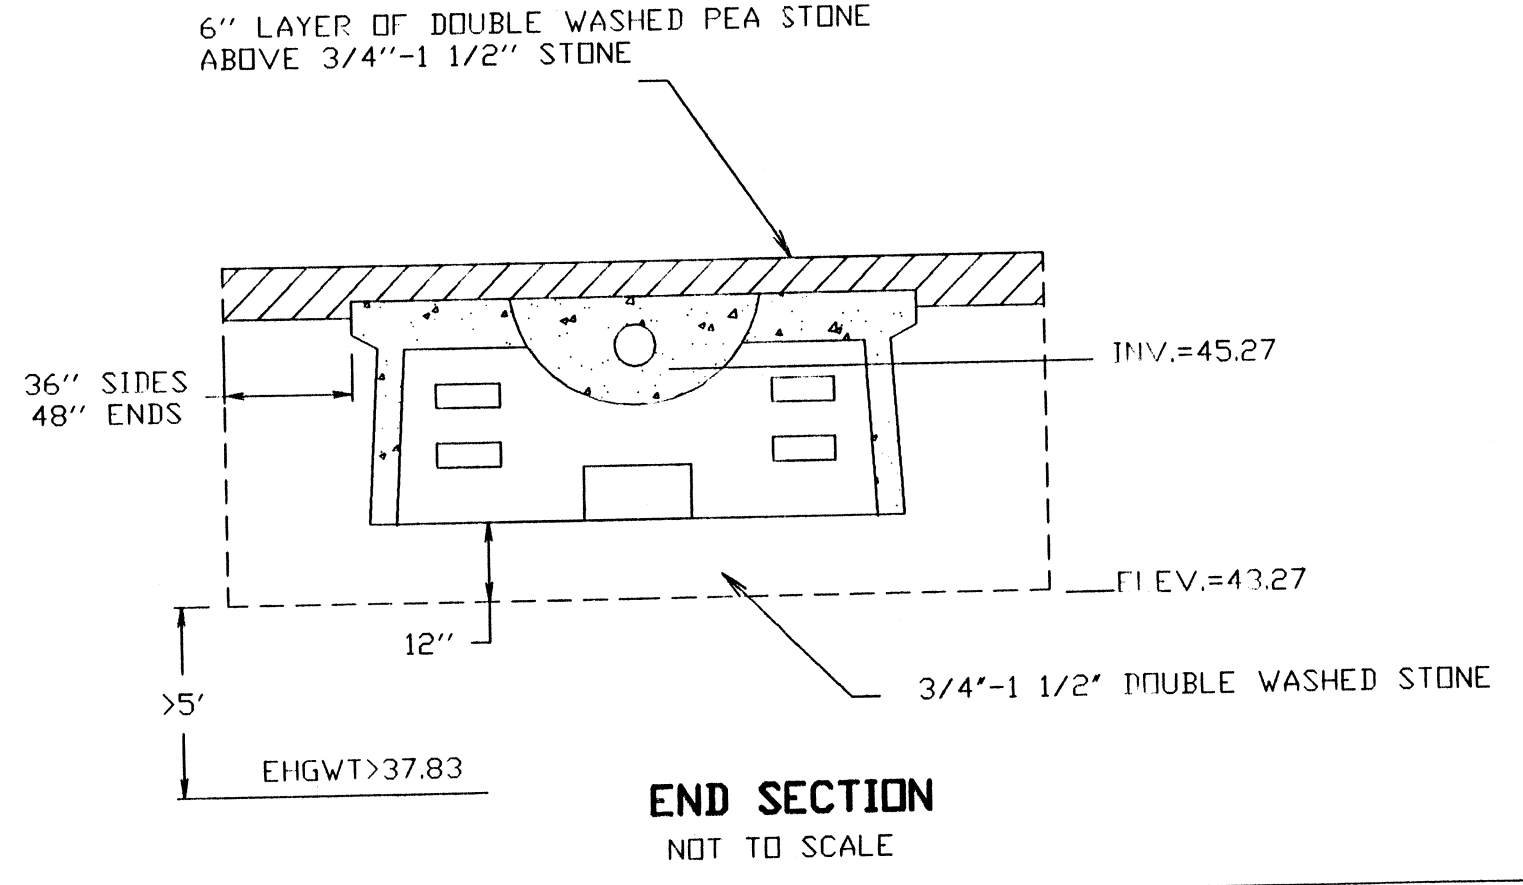 6" LAYER OF DOUBLE WASHED PEA STONE
ABOVE 3/4"-1 1/2" STONE
INV.=45.27
36" SIDES
48" ENDS
ELEV.=43.27
12"
3/4"-1 1/2" DOUBLE WASHED STONE
>5'
EHGWT>37.83
END SECTION
NOT TO SCALE